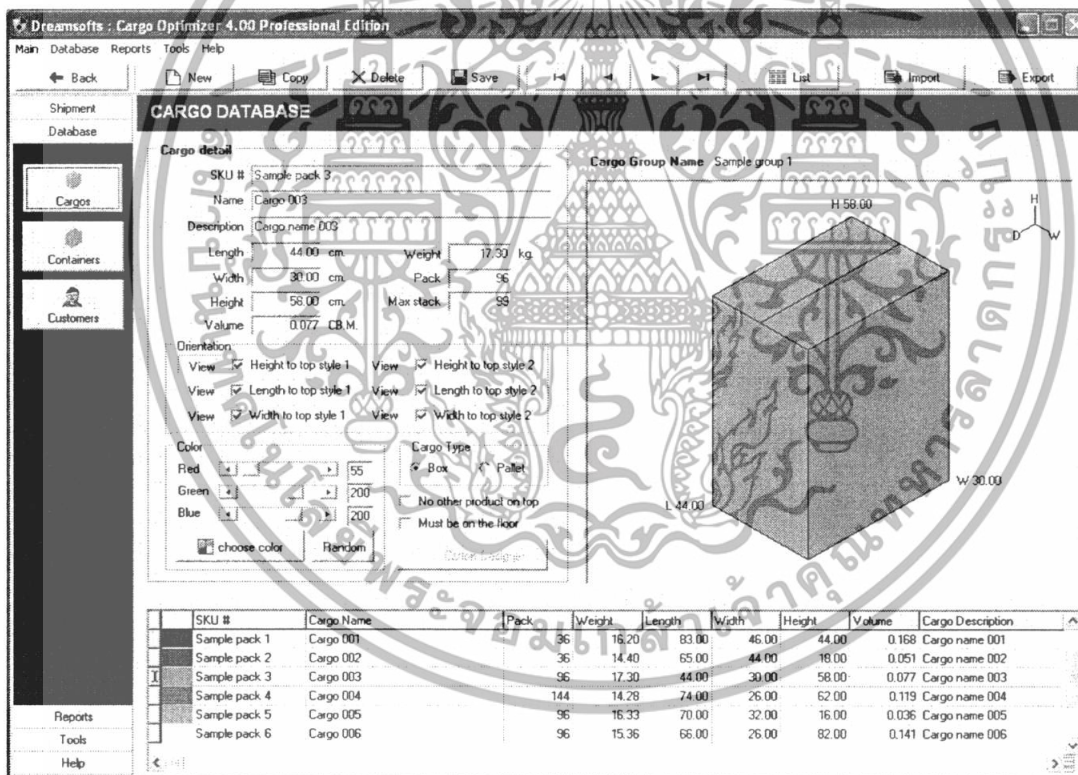 Dreamsofts : Cargo Optimizer 4.00 Professional Edition
Main Database Reports Tools Help
Back New Copy Delete Save List Import Export
Shipment
Database
Cargos
Containers
Customers
Reports
Tools
Help
CARGO DATABASE
Cargo detail
SKU # Sample pack 3
Name Cargo 003
Description Cargo name 003
Length 44.00 cm. Weight 17.30 kg.
Width 30.00 cm. Pack 96
Height 58.00 cm. Max stack 99
Valume 0.077 CB.M.
Orientation
View Height to top style 1 View Height to top style 2
View Length to top style 1 View Length to top style 2
View Width to top style 1 View Width to top style 2
Color
Red 55
Green 200
Blue 200
choose color Random
Cargo Type
Box Pallet
No other product on top
Must be on the floor
Carton Designer
Cargo Group Name Sample group 1
H 58.00
H
D W
L 44.00
W 30.00
SKU # Cargo Name Pack Weight Length Width Height Volume Cargo Description
Sample pack 1 Cargo 001 36 16.20 83.00 46.00 44.00 0.168 Cargo name 001
Sample pack 2 Cargo 002 36 14.40 65.00 44.00 18.00 0.051 Cargo name 002
Sample pack 3 Cargo 003 96 17.30 44.00 30.00 58.00 0.077 Cargo name 003
Sample pack 4 Cargo 004 144 14.28 74.00 26.00 62.00 0.119 Cargo name 004
Sample pack 5 Cargo 005 96 16.33 70.00 32.00 16.00 0.036 Cargo name 005
Sample pack 6 Cargo 006 96 15.36 66.00 26.00 82.00 0.141 Cargo name 006